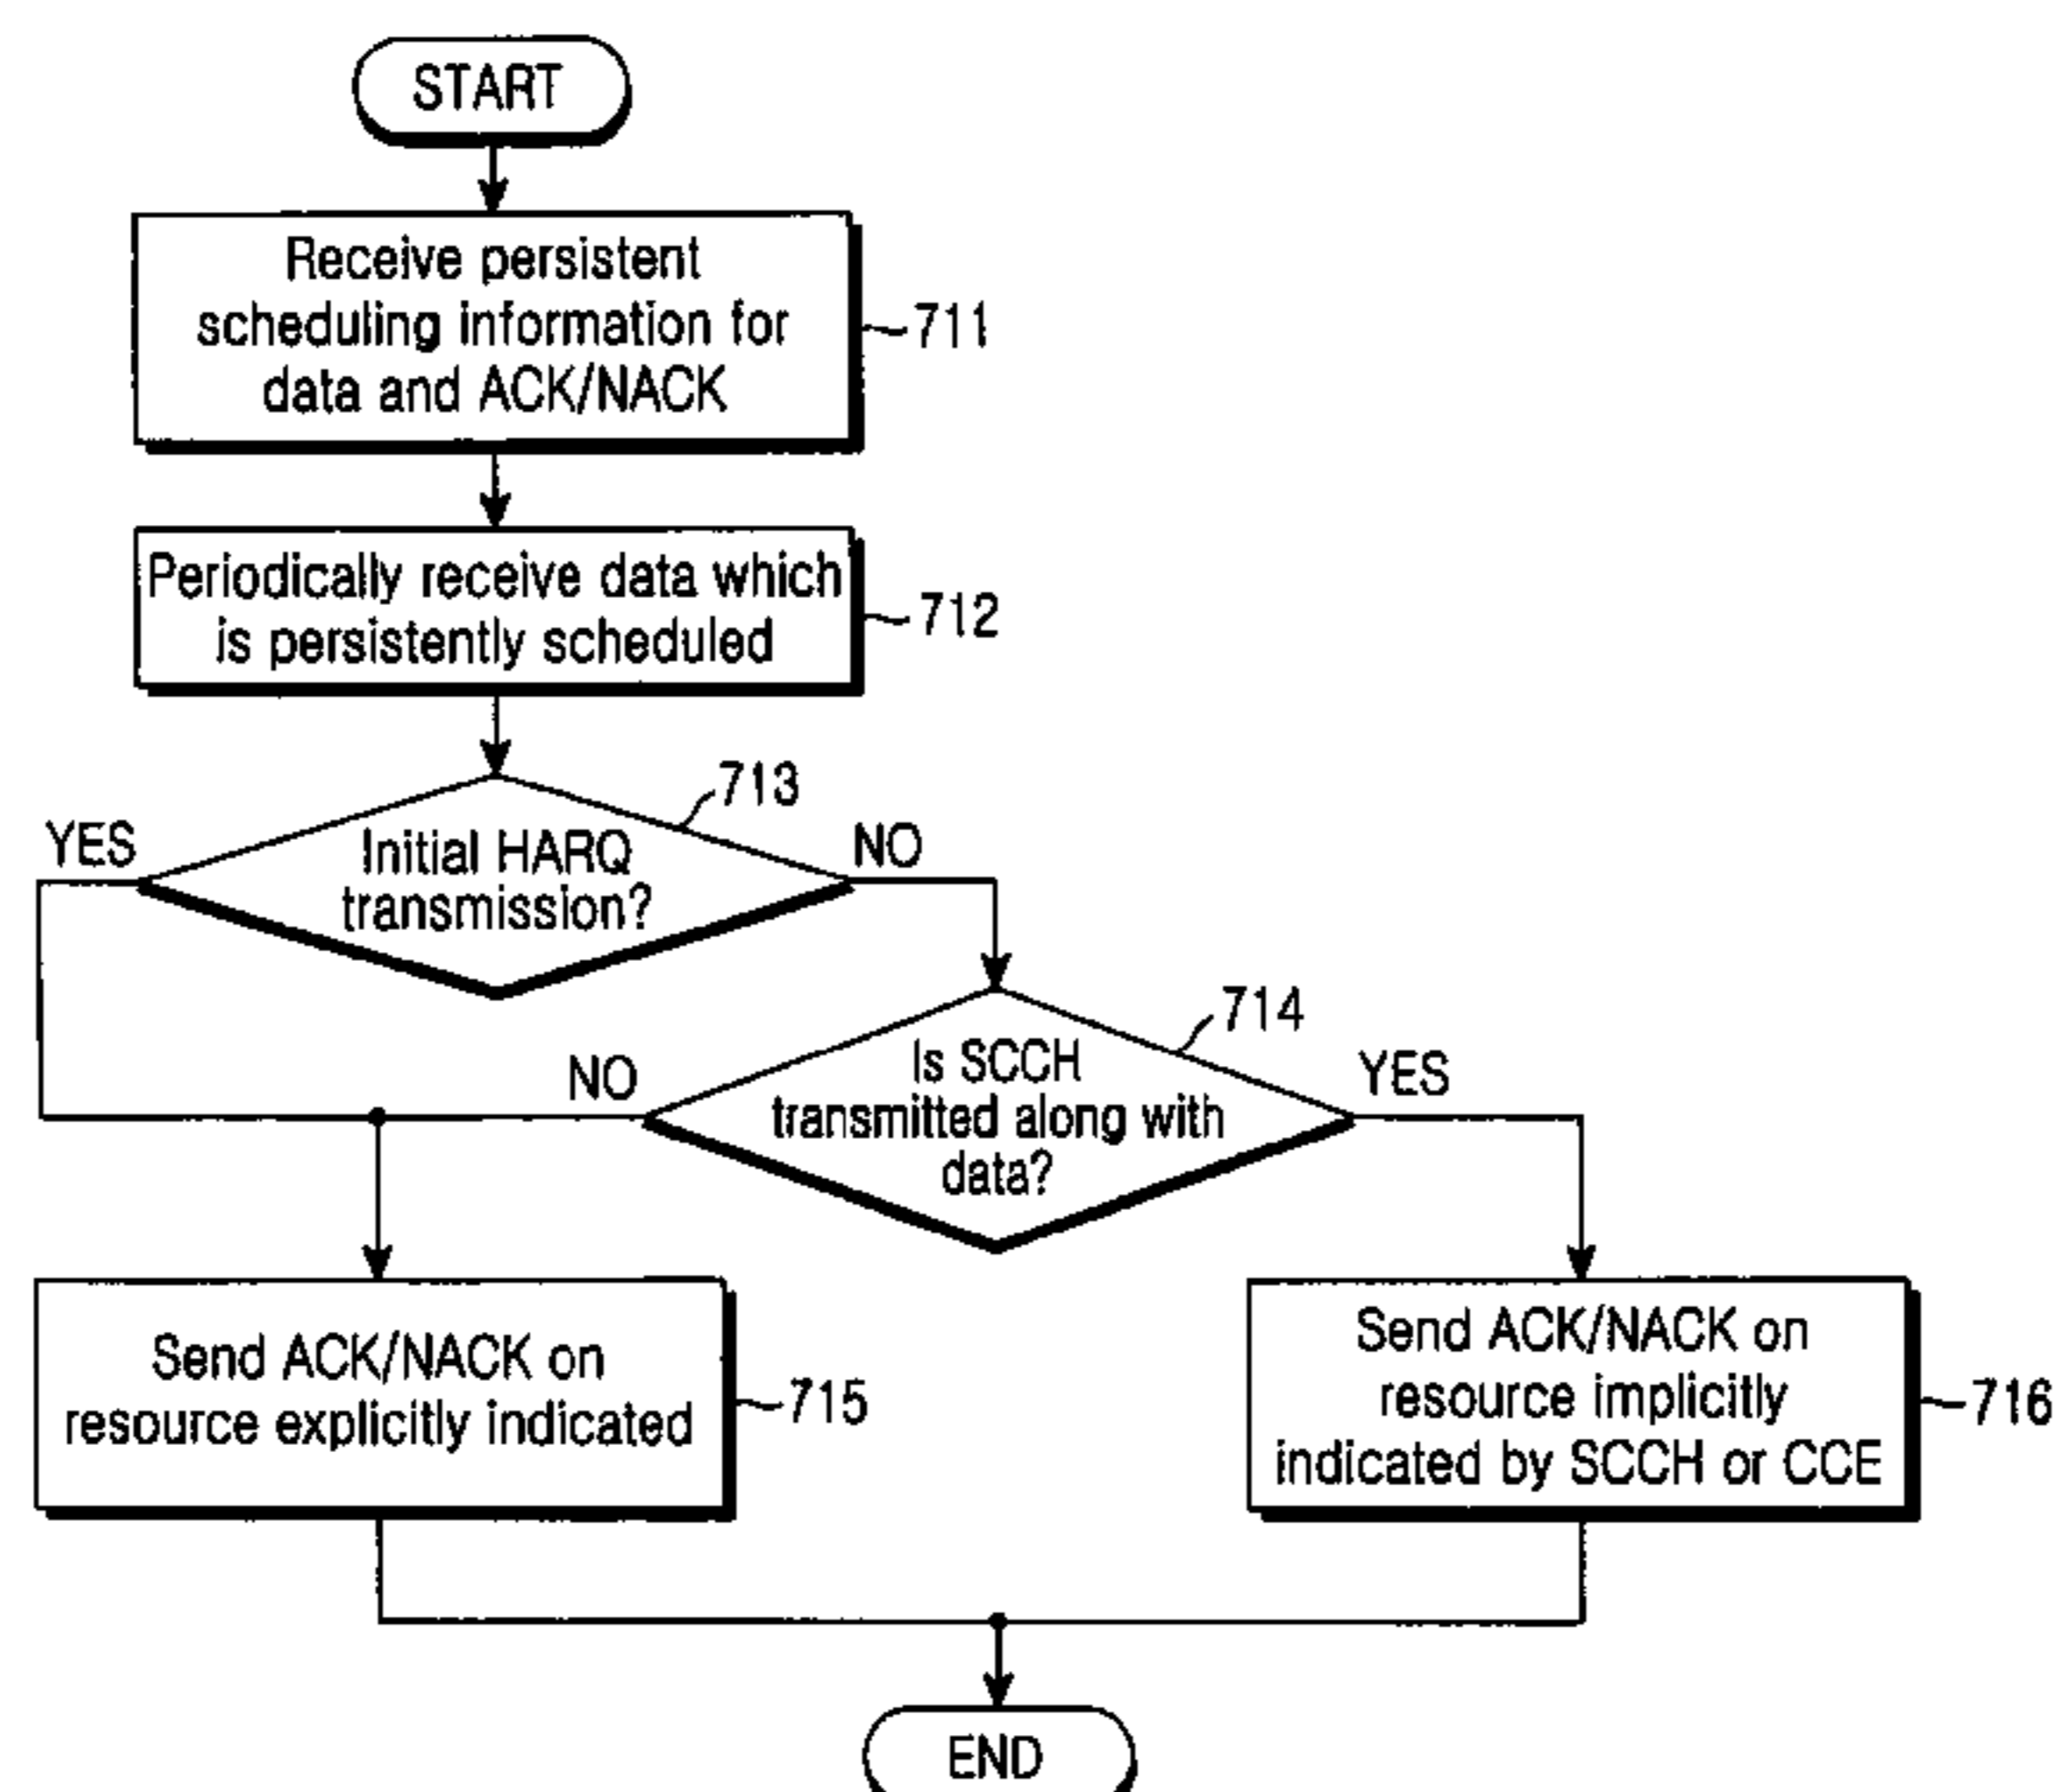 START
Receive persistent
scheduling information for
data and ACK/NACK
711
Periodically receive data which
is persistently scheduled
712
713
YES
Initial HARQ
transmission?
NO
714
NO
Is SCCH
transmitted along with
data?
YES
Send ACK/NACK on
resource explicitly indicated
715
Send ACK/NACK on
resource implicitly
indicated by SCCH or CCE
716
END